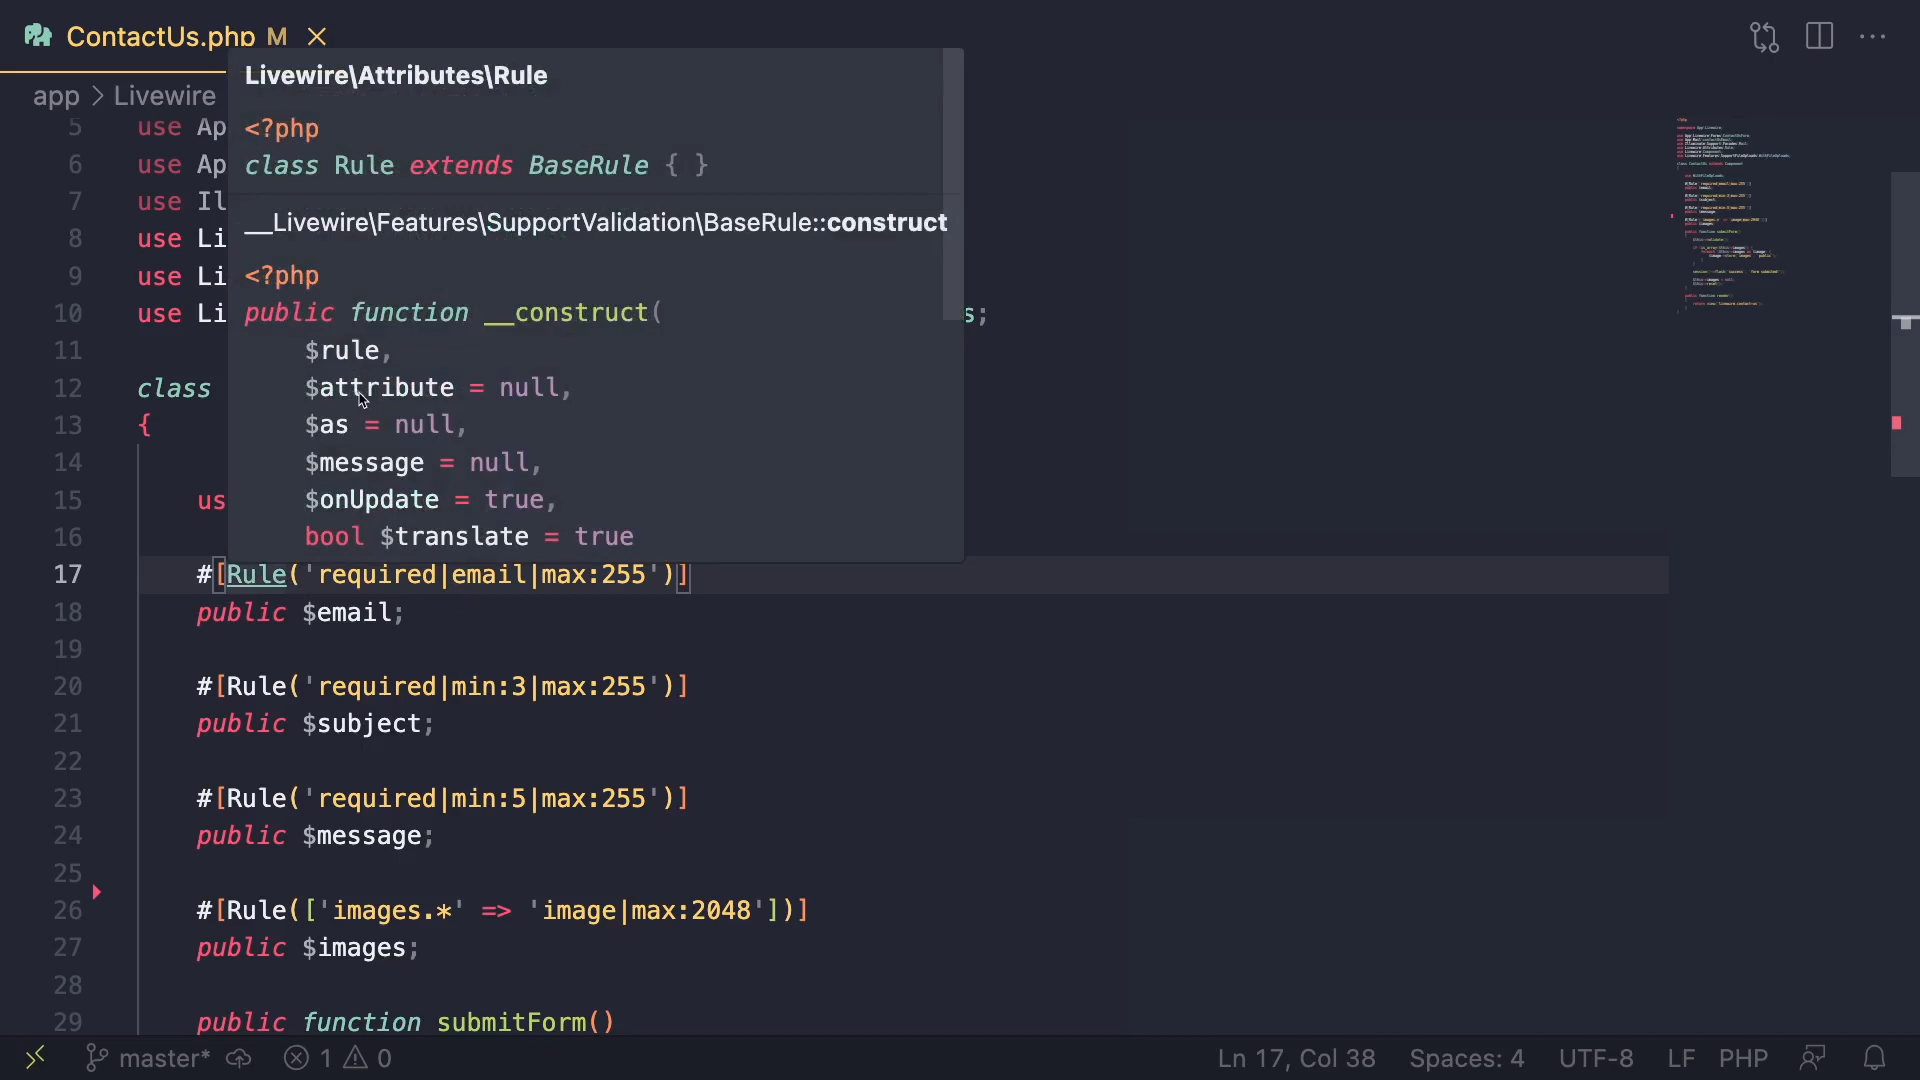 ContactUs.php M
app > Livewire
Livewire\Attributes\Rule
<?php
class Rule extends BaseRule { }
__Livewire\Features\SupportValidation\BaseRule::construct
<?php
public function __construct(
$rule,
$attribute = null,
$as = null,
$message = null,
$onUpdate = true,
bool $translate = true
5 use Ap
6 use Ap
7 use Il
8 use Li
9 use Li
10 use Li s;
11
12 class
13 {
14
15 us
16
17 #[Rule('required|email|max:255')]
18 public $email;
19
20 #[Rule('required|min:3|max:255')]
21 public $subject;
22
23 #[Rule('required|min:5|max:255')]
24 public $message;
25
26 #[Rule(['images.*' => 'image|max:2048'])]
27 public $images;
28
29 public function submitForm()
master* 1 0 Ln 17, Col 38 Spaces: 4 UTF-8 LF PHP